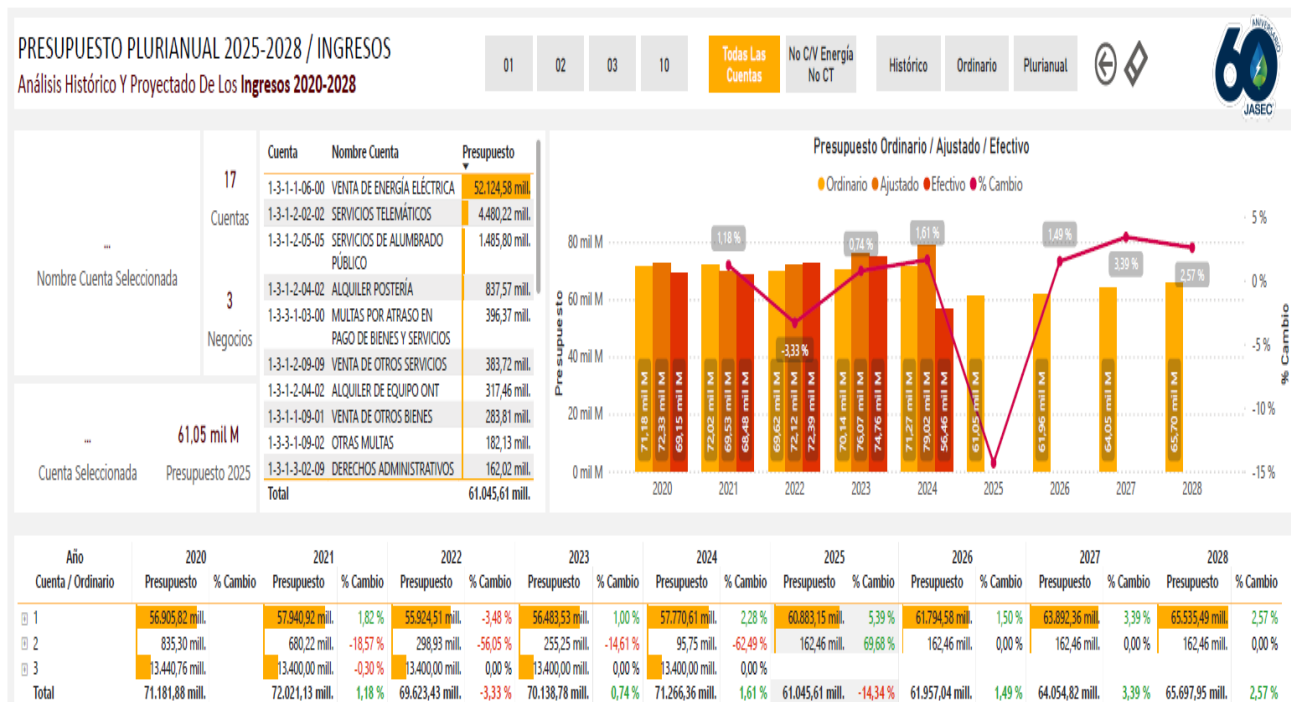 PRESUPUESTO PLURIANUAL 2025-2028 / INGRESOS
Análisis Histórico Y Proyectado De Los Ingresos 2020-2028
01
02
03
10
Todas Las Cuentas
No C/V Energía No CT
Histórico
Ordinario
Plurianual
60
ANIVERSARIO
JASEC
...
Nombre Cuenta Seleccionada
17
Cuentas
3
Negocios
...
Cuenta Seleccionada
61,05 mil M
Presupuesto 2025
Cuenta Nombre Cuenta Presupuesto
1-3-1-1-06-00 VENTA DE ENERGÍA ELÉCTRICA 52.124,58 mill.
1-3-1-2-02-02 SERVICIOS TELEMÁTICOS 4.480,22 mill.
1-3-1-2-05-05 SERVICIOS DE ALUMBRADO PÚBLICO 1.485,80 mill.
1-3-1-2-04-02 ALQUILER POSTERÍA 837,57 mill.
1-3-3-1-03-00 MULTAS POR ATRASO EN PAGO DE BIENES Y SERVICIOS 396,37 mill.
1-3-1-2-09-09 VENTA DE OTROS SERVICIOS 383,72 mill.
1-3-1-2-04-02 ALQUILER DE EQUIPO ONT 317,46 mill.
1-3-1-1-09-01 VENTA DE OTROS BIENES 283,81 mill.
1-3-3-1-09-02 OTRAS MULTAS 182,13 mill.
1-3-1-3-02-09 DERECHOS ADMINISTRATIVOS 162,02 mill.
Total 61.045,61 mill.
Presupuesto Ordinario / Ajustado / Efectivo
Ordinario Ajustado Efectivo % Cambio
Presupuesto
80 mil M
60 mil M
40 mil M
20 mil M
0 mil M
5 %
0 %
-5 %
-10 %
-15 %
% Cambio
1,18 %
-3,33 %
0,74 %
1,61 %
1,49 %
3,39 %
2,57 %
71,18 mil M
72,33 mil M
69,15 mil M
72,02 mil M
69,53 mil M
68,48 mil M
69,62 mil M
72,12 mil M
72,39 mil M
70,14 mil M
76,07 mil M
74,76 mil M
71,27 mil M
79,02 mil M
56,46 mil M
61,05 mil M
61,96 mil M
64,05 mil M
65,70 mil M
2020 2021 2022 2023 2024 2025 2026 2027 2028
Año 2020 2021 2022 2023 2024 2025 2026 2027 2028
Cuenta / Ordinario Presupuesto % Cambio Presupuesto % Cambio Presupuesto % Cambio Presupuesto % Cambio Presupuesto % Cambio Presupuesto % Cambio Presupuesto % Cambio Presupuesto % Cambio Presupuesto % Cambio
1 56.905,82 mill. 57.940,92 mill. 1,82 % 55.924,51 mill. -3,48 % 56.483,53 mill. 1,00 % 57.770,61 mill. 2,28 % 60.883,15 mill. 5,39 % 61.794,58 mill. 1,50 % 63.892,36 mill. 3,39 % 65.535,49 mill. 2,57 %
2 835,30 mill. 680,22 mill. -18,57 % 298,93 mill. -56,05 % 255,25 mill. -14,61 % 95,75 mill. -62,49 % 162,46 mill. 69,68 % 162,46 mill. 0,00 % 162,46 mill. 0,00 % 162,46 mill. 0,00 %
3 13.440,76 mill. 13.400,00 mill. -0,30 % 13.400,00 mill. 0,00 % 13.400,00 mill. 0,00 % 13.400,00 mill. 0,00 %
Total 71.181,88 mill. 72.021,13 mill. 1,18 % 69.623,43 mill. -3,33 % 70.138,78 mill. 0,74 % 71.266,36 mill. 1,61 % 61.045,61 mill. -14,34 % 61.957,04 mill. 1,49 % 64.054,82 mill. 3,39 % 65.697,95 mill. 2,57 %